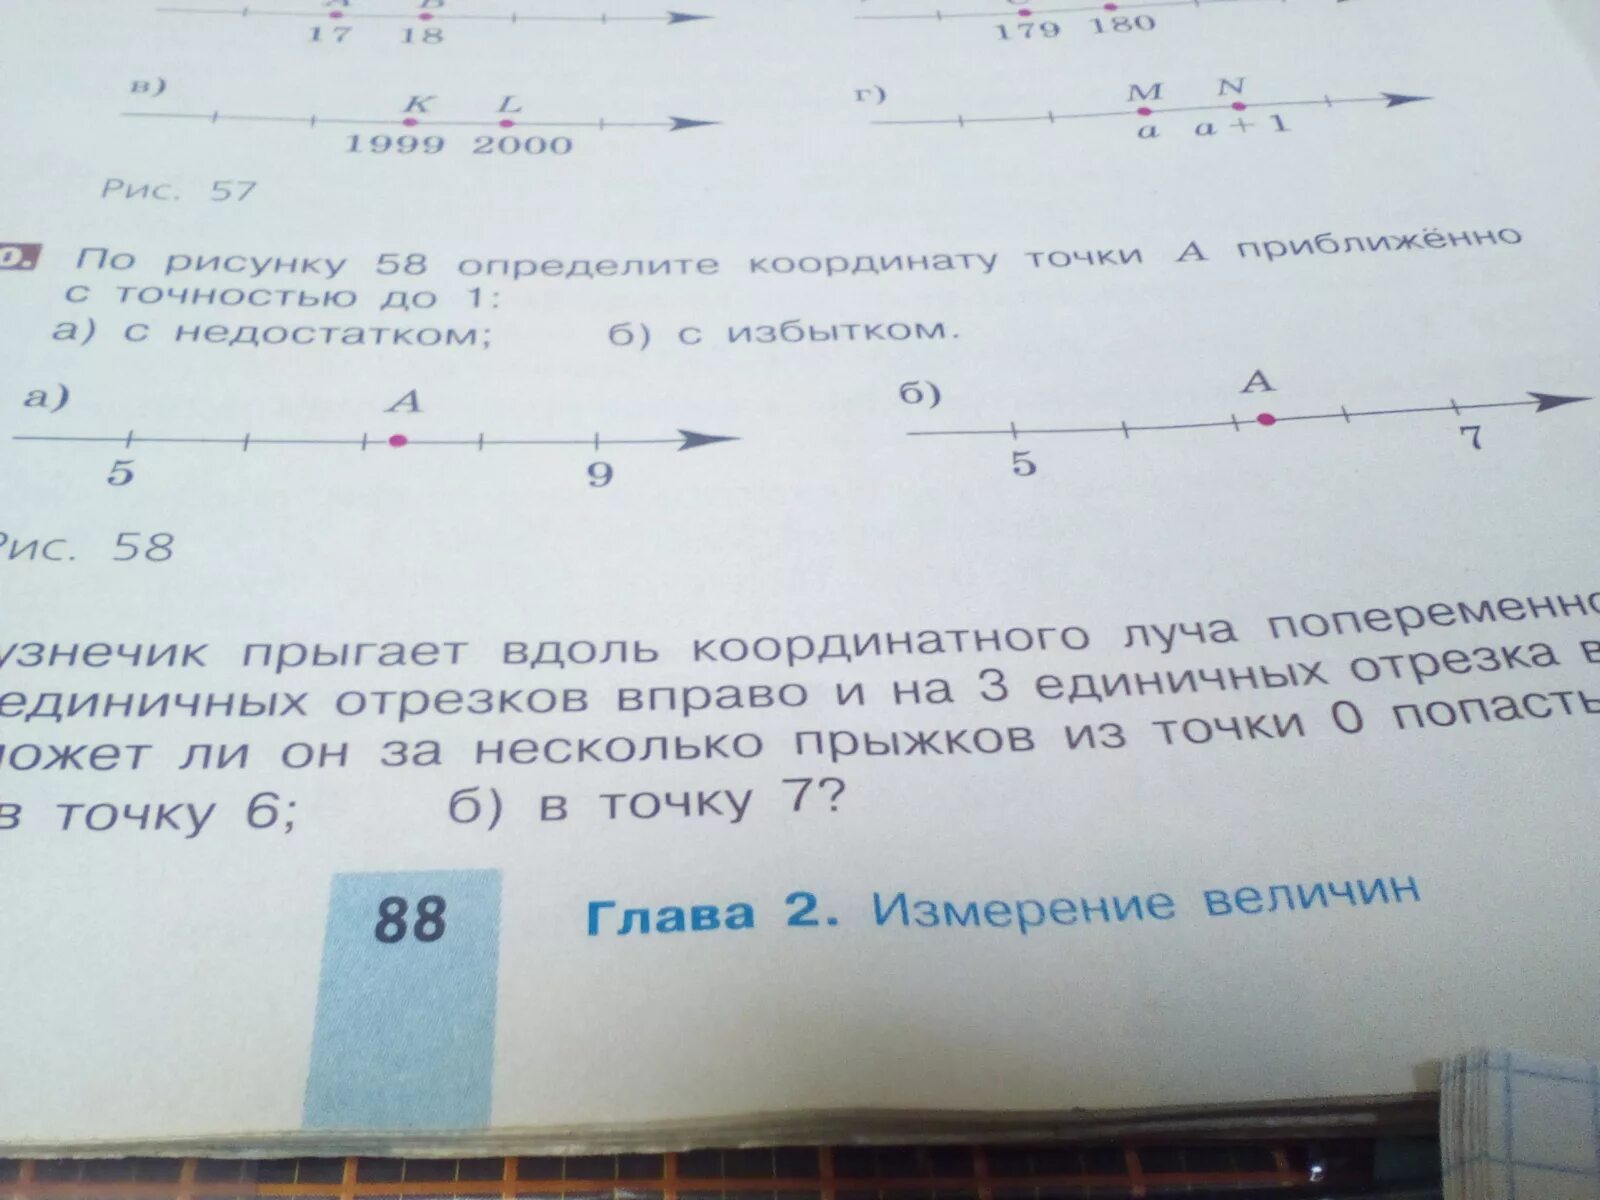 17 18
179 180
в)
K L
1999 2000
г)
M N
a a + 1
Рис. 57
По рисунку 58 определите координату точки A приближённо
с точностью до 1:
а) с недостатком; б) с избытком.
а)
A
5 9
б)
A
5 7
Рис. 58
прыгает вдоль координатного луча попеременно
единичных отрезков вправо и на 3 единичных отрезка
ли он за несколько прыжков из точки 0 попасть
в точку 6; б) в точку 7?
88 Глава 2. Измерение величин